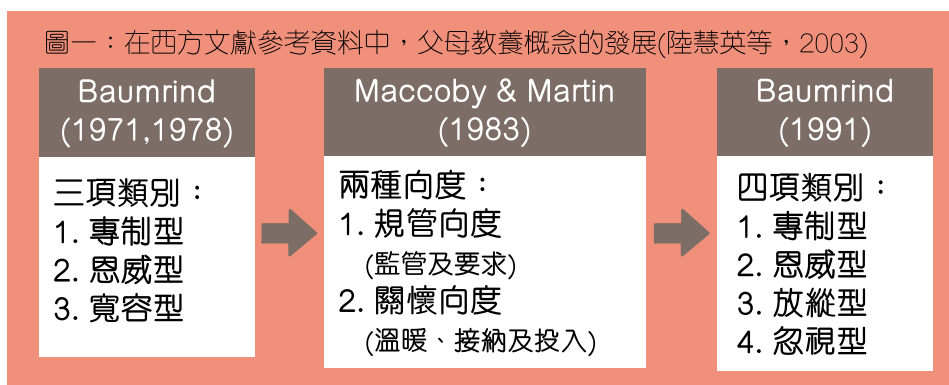 圖一：在西方文獻參考資料中，父母教養概念的發展(陸慧英等，2003)
Baumrind
(1971,1978)
三項類別：
1. 專制型
2. 恩威型
3. 寬容型
Maccoby & Martin
(1983)
兩種向度：
1. 規管向度
(監管及要求)
2. 關懷向度
(溫暖、接納及投入)
Baumrind
(1991)
四項類別：
1. 專制型
2. 恩威型
3. 放縱型
4. 忽視型